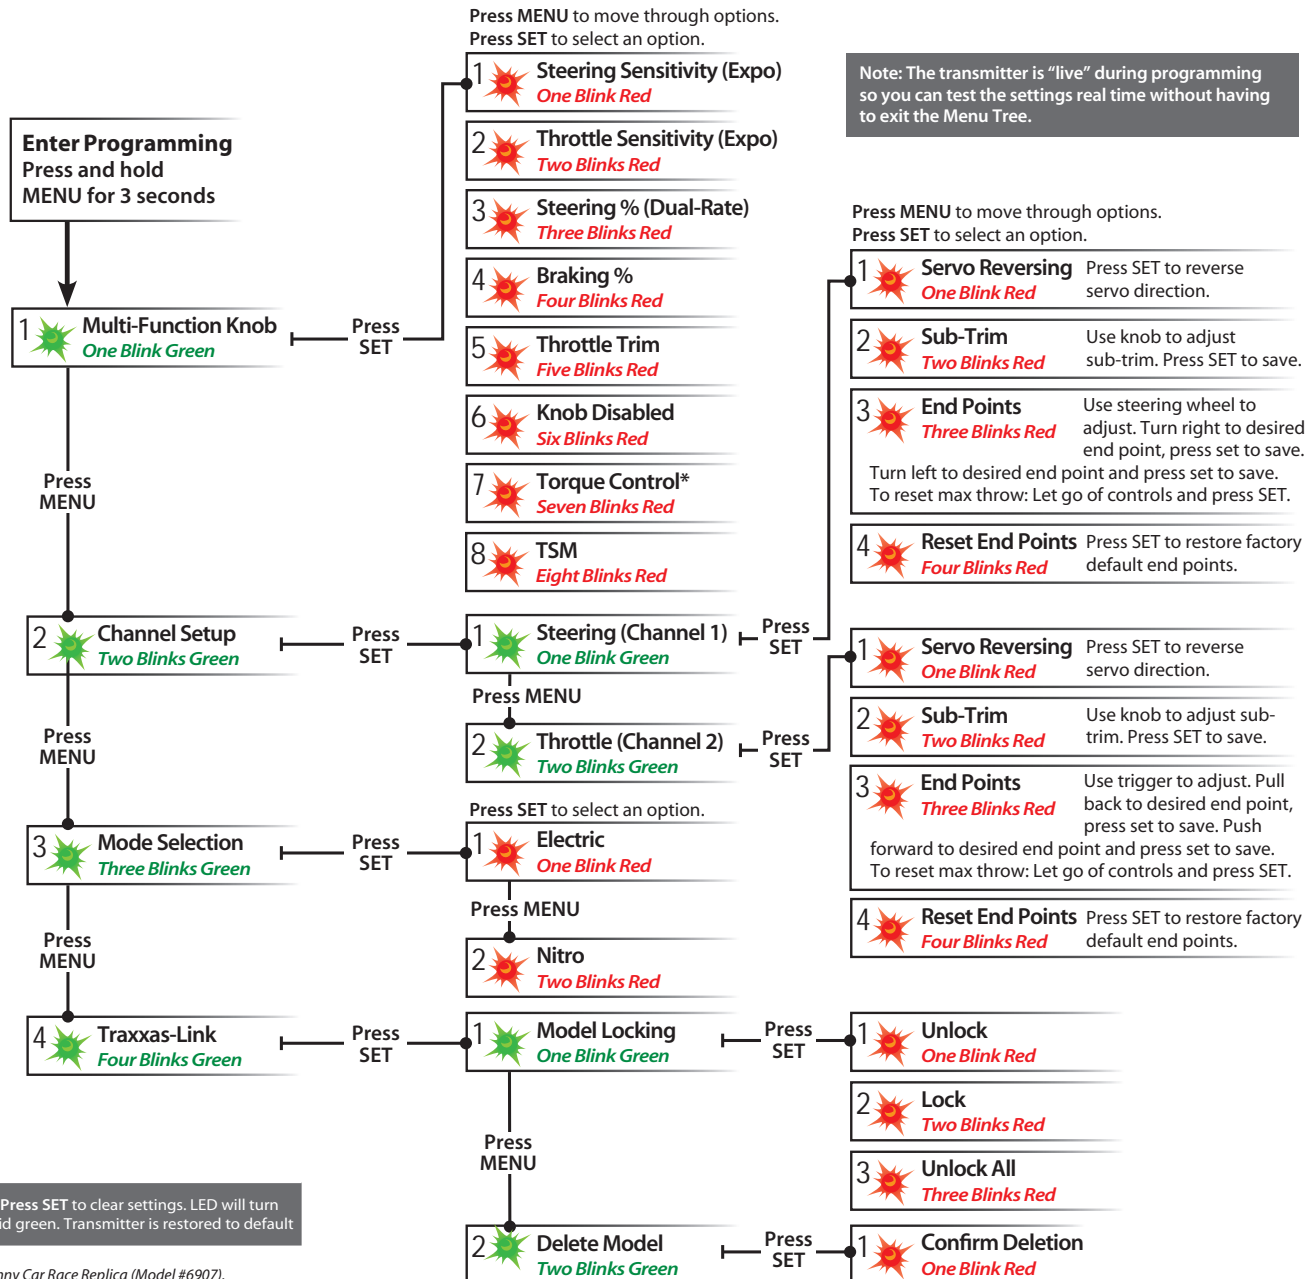 Press MENU to move through options.
Press SET to select an option.
1 Steering Sensitivity (Expo)
One Blink Red
2 Throttle Sensitivity (Expo)
Two Blinks Red
3 Steering % (Dual-Rate)
Three Blinks Red
4 Braking %
Four Blinks Red
5 Throttle Trim
Five Blinks Red
6 Knob Disabled
Six Blinks Red
7 Torque Control*
Seven Blinks Red
8 TSM
Eight Blinks Red
Note: The transmitter is “live” during programming
so you can test the settings real time without having
to exit the Menu Tree.
Enter Programming
Press and hold
MENU for 3 seconds
1 Multi-Function Knob
One Blink Green
Press
SET
Press
MENU
2 Channel Setup
Two Blinks Green
Press
SET
1 Steering (Channel 1)
One Blink Green
Press
SET
Press MENU
2 Throttle (Channel 2)
Two Blinks Green
Press
SET
Press MENU to move through options.
Press SET to select an option.
1 Servo Reversing
One Blink Red
Press SET to reverse
servo direction.
2 Sub-Trim
Two Blinks Red
Use knob to adjust
sub-trim. Press SET to save.
3 End Points
Three Blinks Red
Use steering wheel to
adjust. Turn right to desired
end point, press set to save.
Turn left to desired end point and press set to save.
To reset max throw: Let go of controls and press SET.
4 Reset End Points
Four Blinks Red
Press SET to restore factory
default end points.
1 Servo Reversing
One Blink Red
Press SET to reverse
servo direction.
2 Sub-Trim
Two Blinks Red
Use knob to adjust sub-
trim. Press SET to save.
3 End Points
Three Blinks Red
Use trigger to adjust. Pull
back to desired end point,
press set to save. Push
forward to desired end point and press set to save.
To reset max throw: Let go of controls and press SET.
4 Reset End Points
Four Blinks Red
Press SET to restore factory
default end points.
Press
MENU
3 Mode Selection
Three Blinks Green
Press
SET
Press SET to select an option.
1 Electric
One Blink Red
Press MENU
2 Nitro
Two Blinks Red
Press
MENU
4 Traxxas-Link
Four Blinks Green
Press
SET
1 Model Locking
One Blink Green
Press
SET
1 Unlock
One Blink Red
2 Lock
Two Blinks Red
3 Unlock All
Three Blinks Red
Press
MENU
2 Delete Model
Two Blinks Green
Press
SET
1 Confirm Deletion
One Blink Red
Press SET to clear settings. LED will turn
id green. Transmitter is restored to default
nny Car Race Replica (Model #6907).